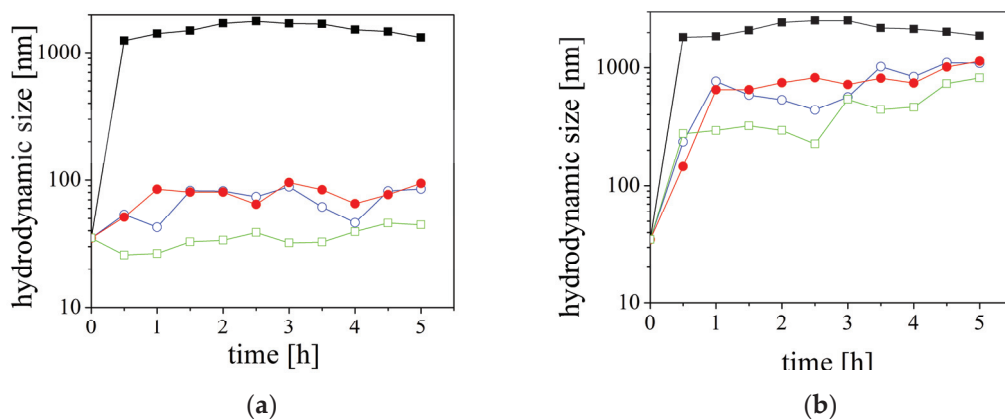 hydrodynamic size [nm]
1000
100
10
0 1 2 3 4 5
time [h]
(a)
hydrodynamic size [nm]
1000
100
10
0 1 2 3 4 5
time [h]
(b)